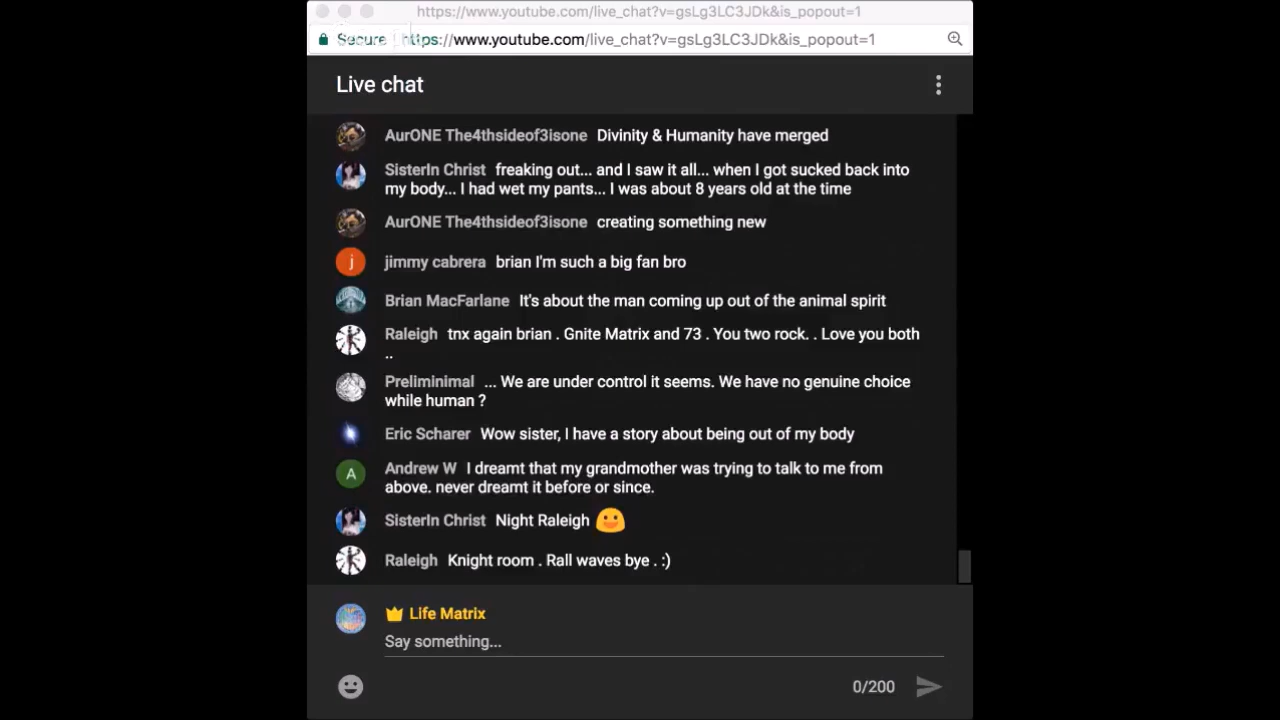 https://www.youtube.com/live_chat?v=gsLg3LC3JDk&is_popout=1
Secure https://www.youtube.com/live_chat?v=gsLg3LC3JDk&is_popout=1
Live chat
AurONE The4thsideof3isone Divinity & Humanity have merged
SisterIn Christ freaking out... and I saw it all... when I got sucked back into
my body... I had wet my pants... I was about 8 years old at the time
AurONE The4thsideof3isone creating something new
j jimmy cabrera brian I'm such a big fan bro
Brian MacFarlane It's about the man coming up out of the animal spirit
Raleigh tnx again brian . Gnite Matrix and 73 . You two rock. . Love you both
..
Preliminimal ... We are under control it seems. We have no genuine choice
while human ?
Eric Scharer Wow sister, I have a story about being out of my body
A Andrew W I dreamt that my grandmother was trying to talk to me from
above. never dreamt it before or since.
SisterIn Christ Night Raleigh
Raleigh Knight room . Rall waves bye . :)
Life Matrix
Say something...
0/200